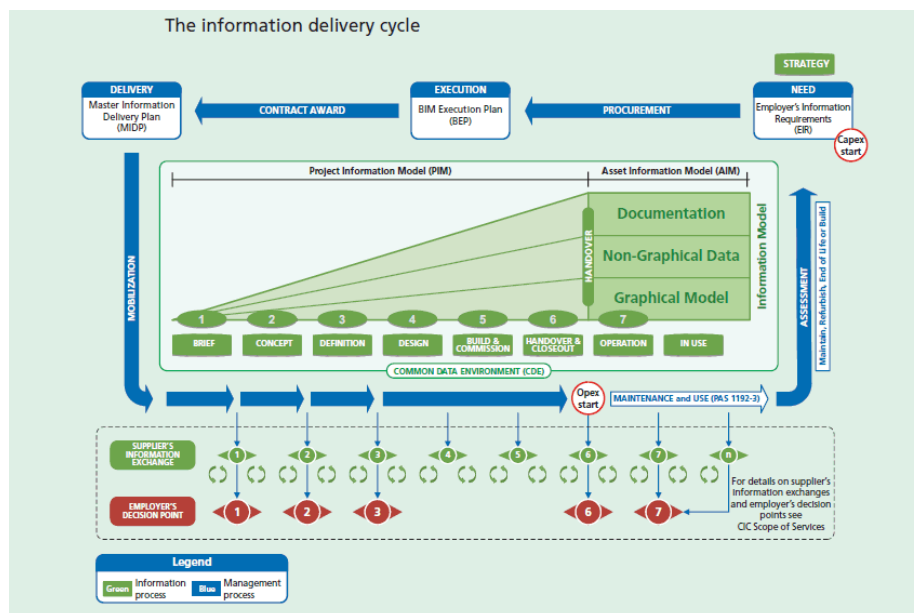 The information delivery cycle
STRATEGY
DELIVERY
Master Information
Delivery Plan
(MIDP)
CONTRACT AWARD
EXECUTION
BIM Execution Plan
(BEP)
PROCUREMENT
NEED
Employer's Information
Requirements
(EIR)
Capex
start
Project Information Model (PIM)
Asset Information Model (AIM)
MOBILIZATION
HANDOVER
Documentation
Non-Graphical Data
Graphical Model
Information Model
ASSESSMENT
Maintain, Refurbish, End of Life or Build
1
2
3
4
5
6
7
BRIEF
CONCEPT
DEFINITION
DESIGN
BUILD &
COMMISSION
HANDOVER &
CLOSEOUT
OPERATION
IN USE
COMMON DATA ENVIRONMENT (CDE)
Opex
start
MAINTENANCE and USE (PAS 1192-3)
SUPPLIER'S
INFORMATION
EXCHANGE
1
2
3
4
5
6
7
n
EMPLOYER'S
DECISION POINT
1
2
3
6
7
For details on supplier's
information exchanges
and employer's decision
points see
CIC Scope of Services
Legend
Green
Information
process
Blue
Management
process